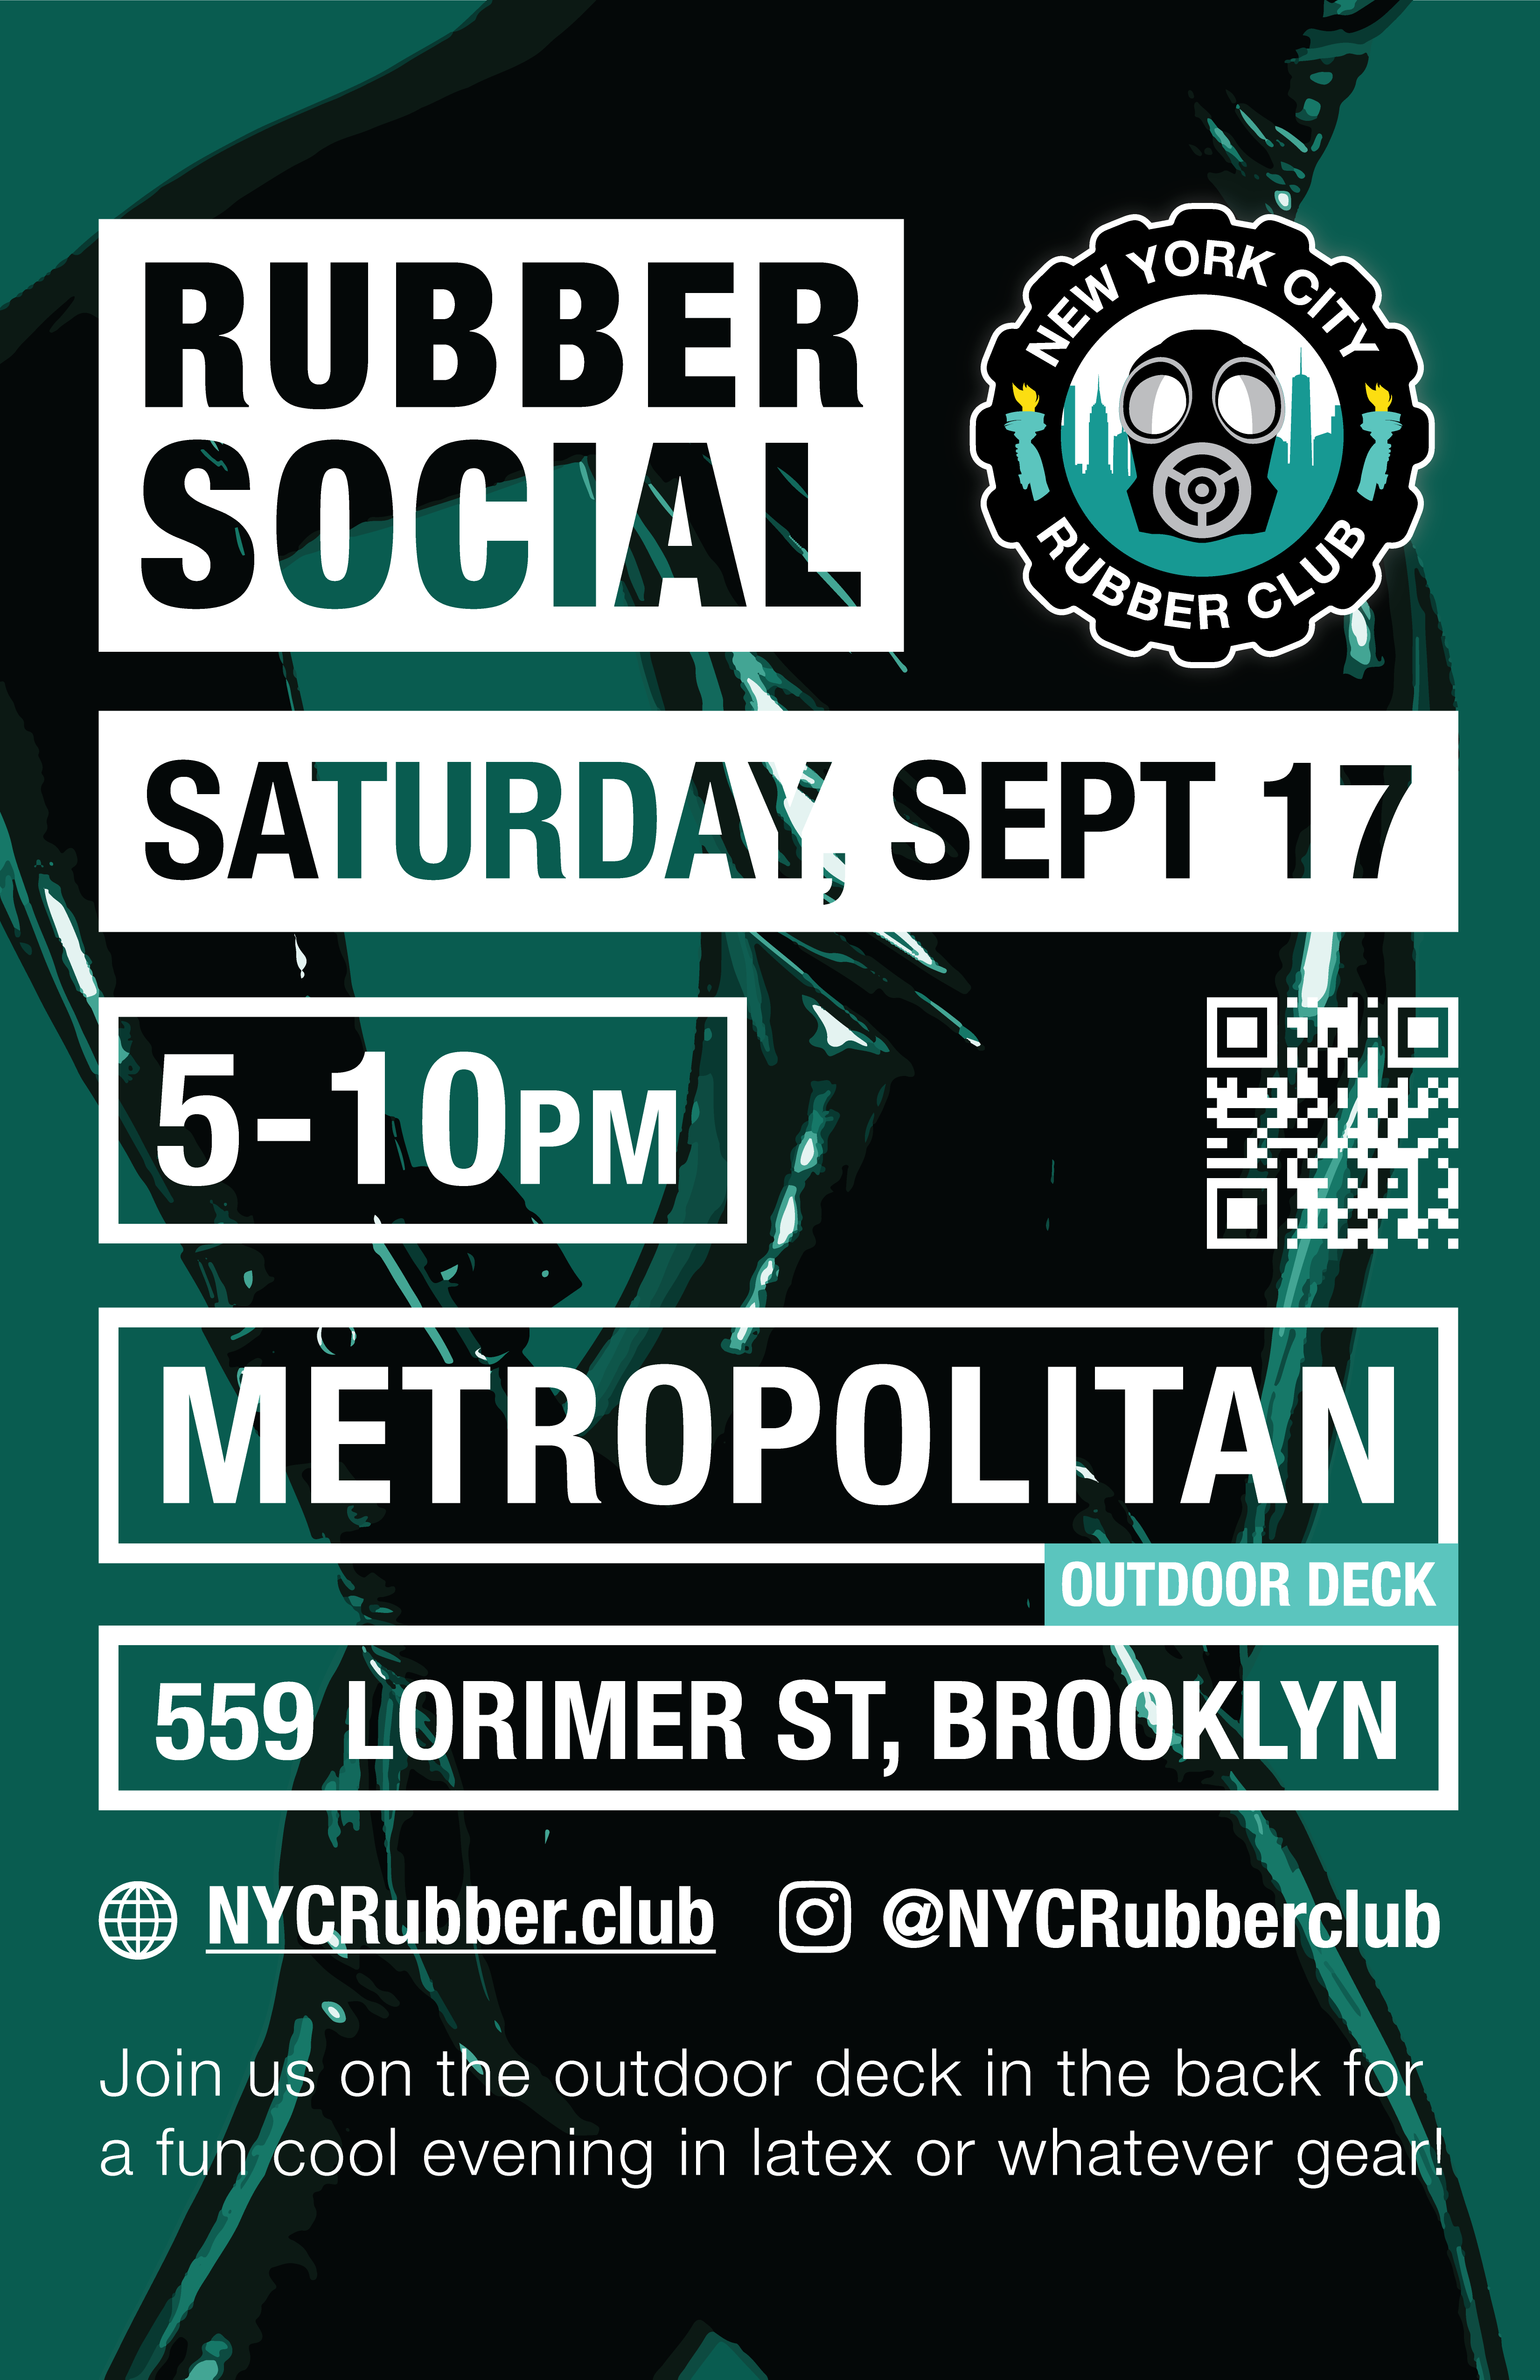 RUBBER
SOCIAL
NEW YORK CITY
RUBBER CLUB
SATURDAY, SEPT 17
5-10PM
METROPOLITAN
OUTDOOR DECK
559 LORIMER ST, BROOKLYN
NYCRubber.club
@NYCRubberclub
Join us on the outdoor deck in the back for
a fun cool evening in latex or whatever gear!